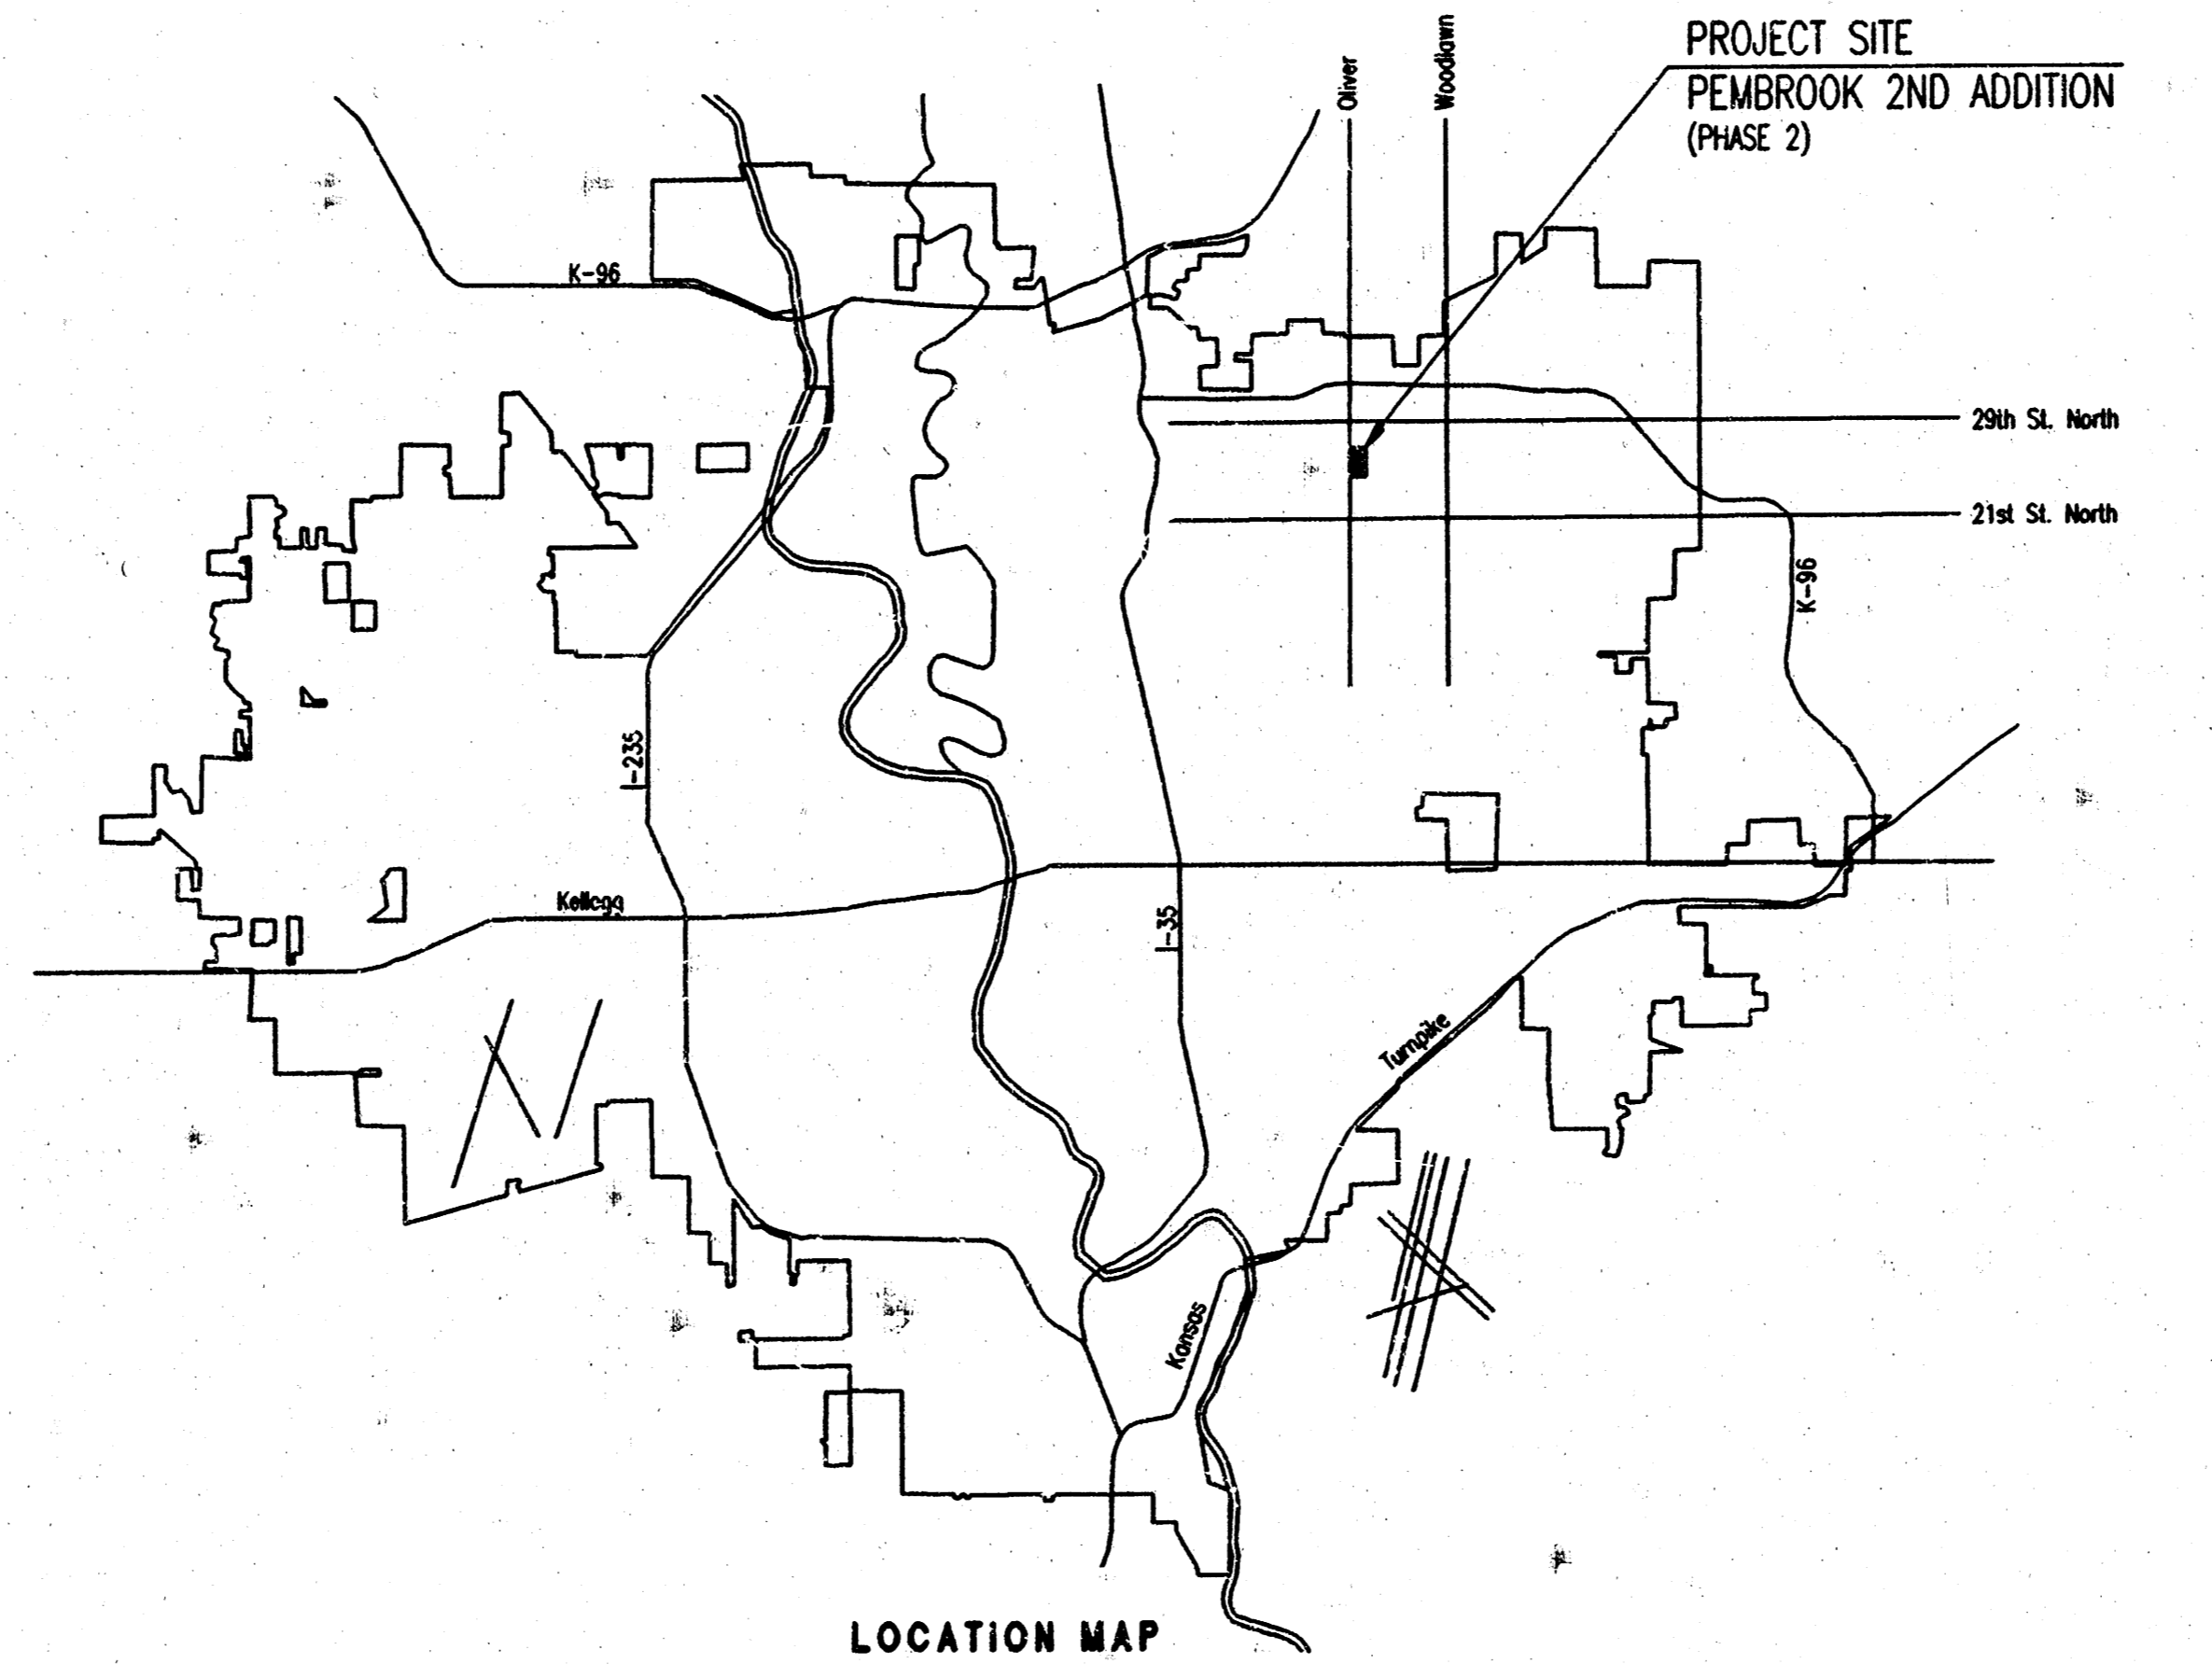 PROJECT SITE
PEMBROOK 2ND ADDITION
(PHASE 2)
Oliver
Woodlawn
K-96
29th St. North
21st St. North
K-96
I-235
Kellogg
I-35
Turnpike
Kansas
LOCATION MAP